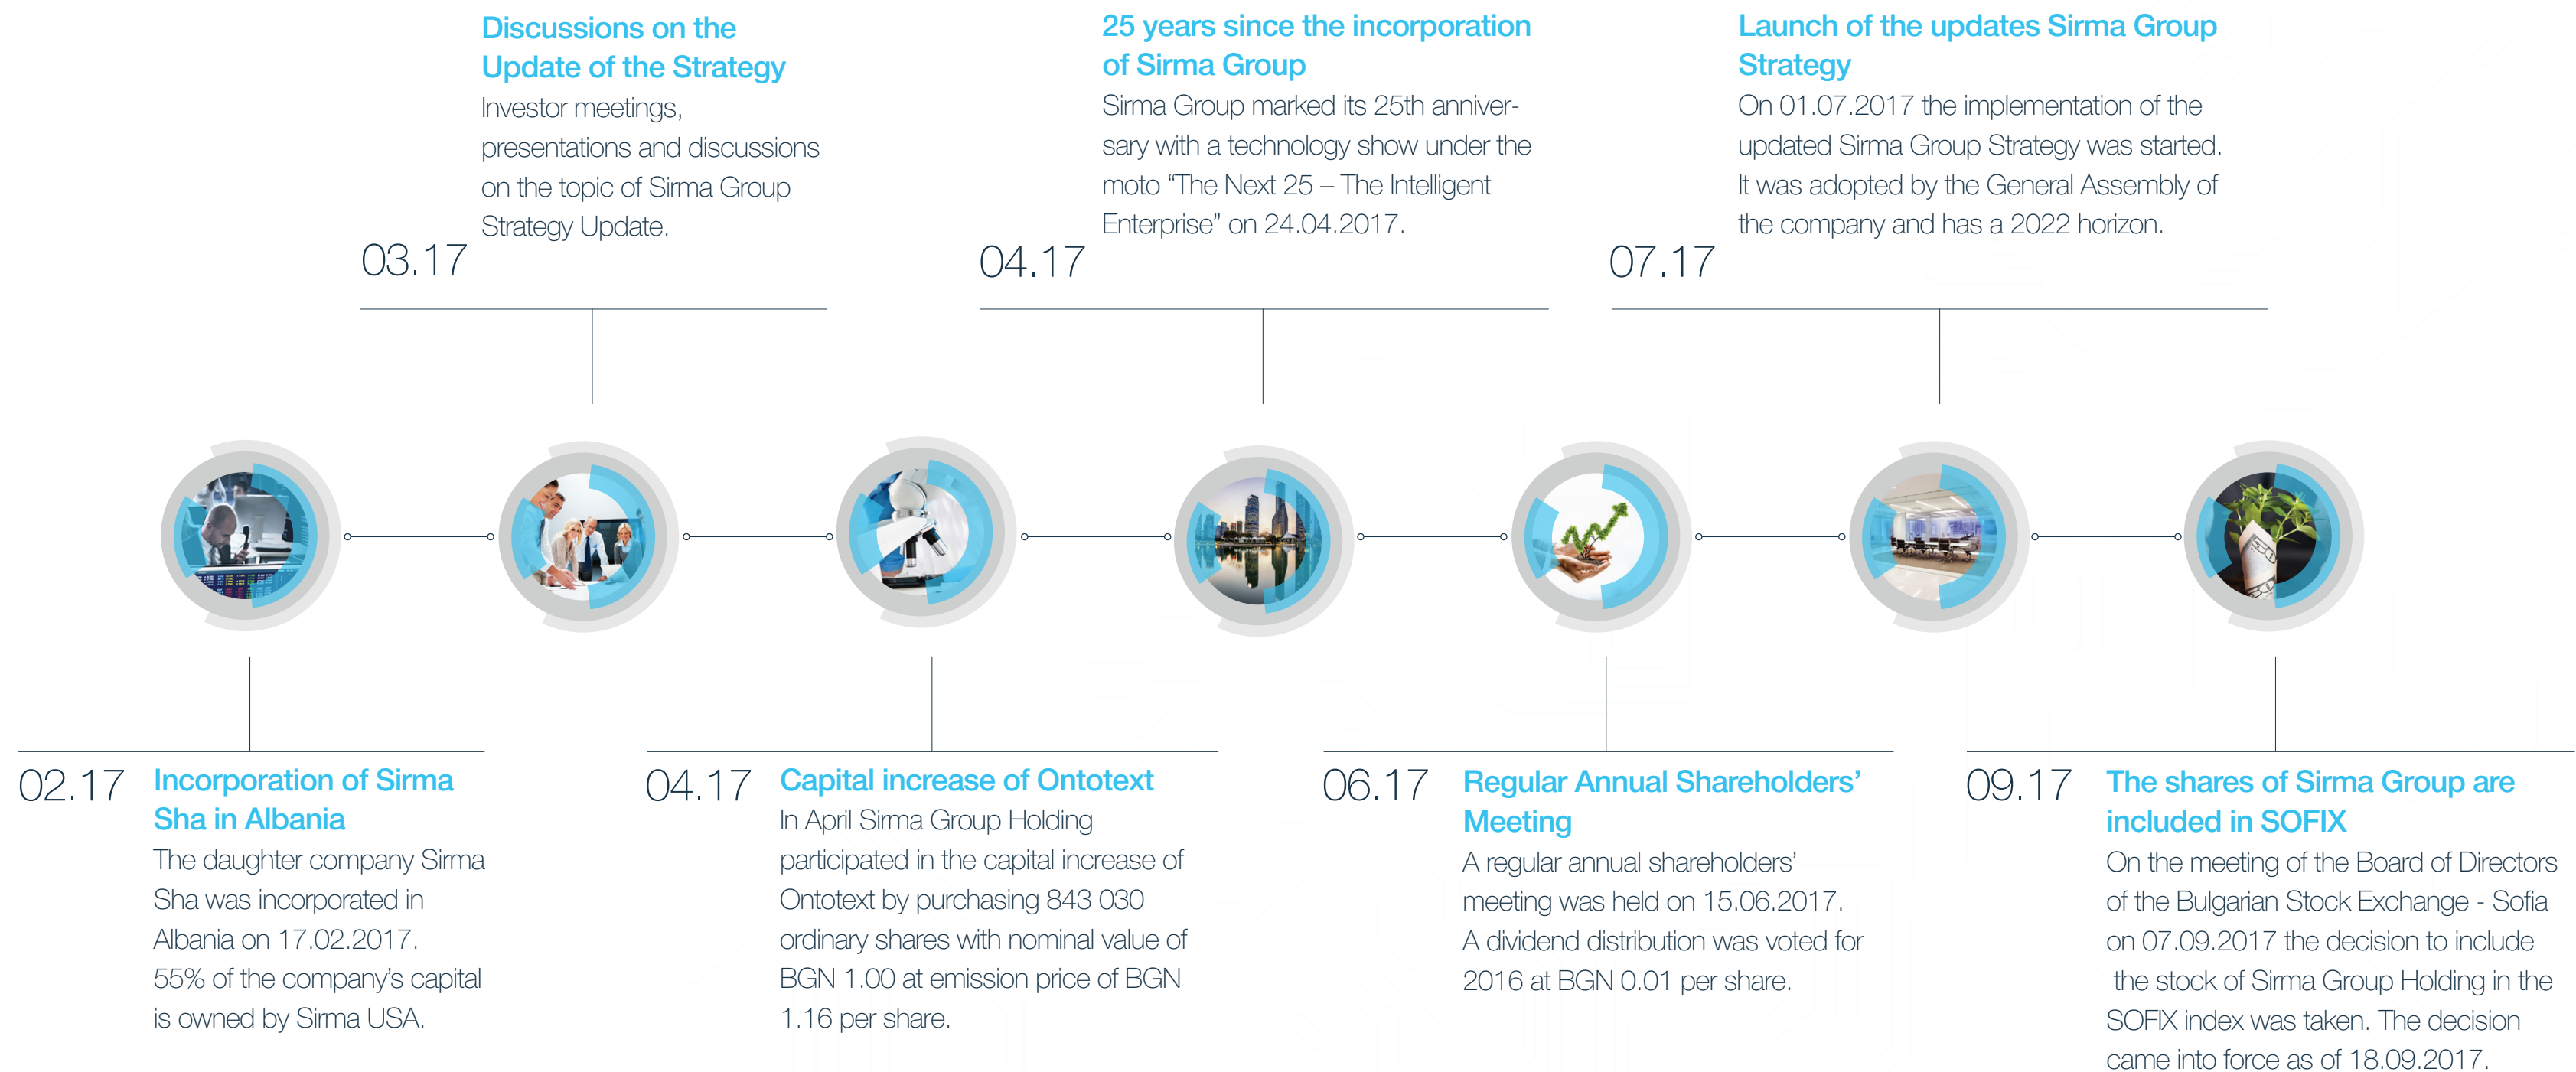 03.17
Discussions on the
Update of the Strategy
Investor meetings,
presentations and discussions
on the topic of Sirma Group
Strategy Update.
04.17
25 years since the incorporation
of Sirma Group
Sirma Group marked its 25th anniver-
sary with a technology show under the
moto “The Next 25 – The Intelligent
Enterprise” on 24.04.2017.
07.17
Launch of the updates Sirma Group
Strategy
On 01.07.2017 the implementation of the
updated Sirma Group Strategy was started.
It was adopted by the General Assembly of
the company and has a 2022 horizon.
02.17
Incorporation of Sirma
Sha in Albania
The daughter company Sirma
Sha was incorporated in
Albania on 17.02.2017.
55% of the company’s capital
is owned by Sirma USA.
04.17
Capital increase of Ontotext
In April Sirma Group Holding
participated in the capital increase of
Ontotext by purchasing 843 030
ordinary shares with nominal value of
BGN 1.00 at emission price of BGN
1.16 per share.
06.17
Regular Annual Shareholders’
Meeting
A regular annual shareholders’
meeting was held on 15.06.2017.
A dividend distribution was voted for
2016 at BGN 0.01 per share.
09.17
The shares of Sirma Group are
included in SOFIX
On the meeting of the Board of Directors
of the Bulgarian Stock Exchange - Sofia
on 07.09.2017 the decision to include
the stock of Sirma Group Holding in the
SOFIX index was taken. The decision
came into force as of 18.09.2017.